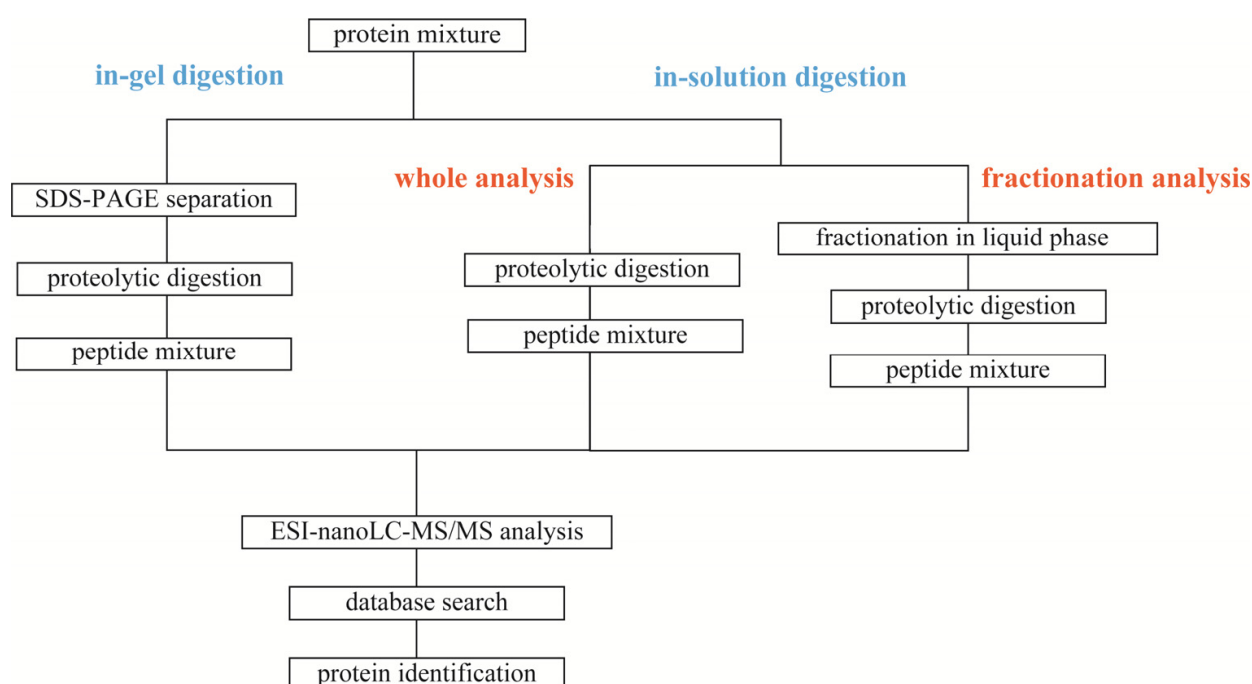 protein mixture
in-gel digestion
in-solution digestion
whole analysis
fractionation analysis
SDS-PAGE separation
fractionation in liquid phase
proteolytic digestion
proteolytic digestion
proteolytic digestion
peptide mixture
peptide mixture
peptide mixture
ESI-nanoLC-MS/MS analysis
database search
protein identification